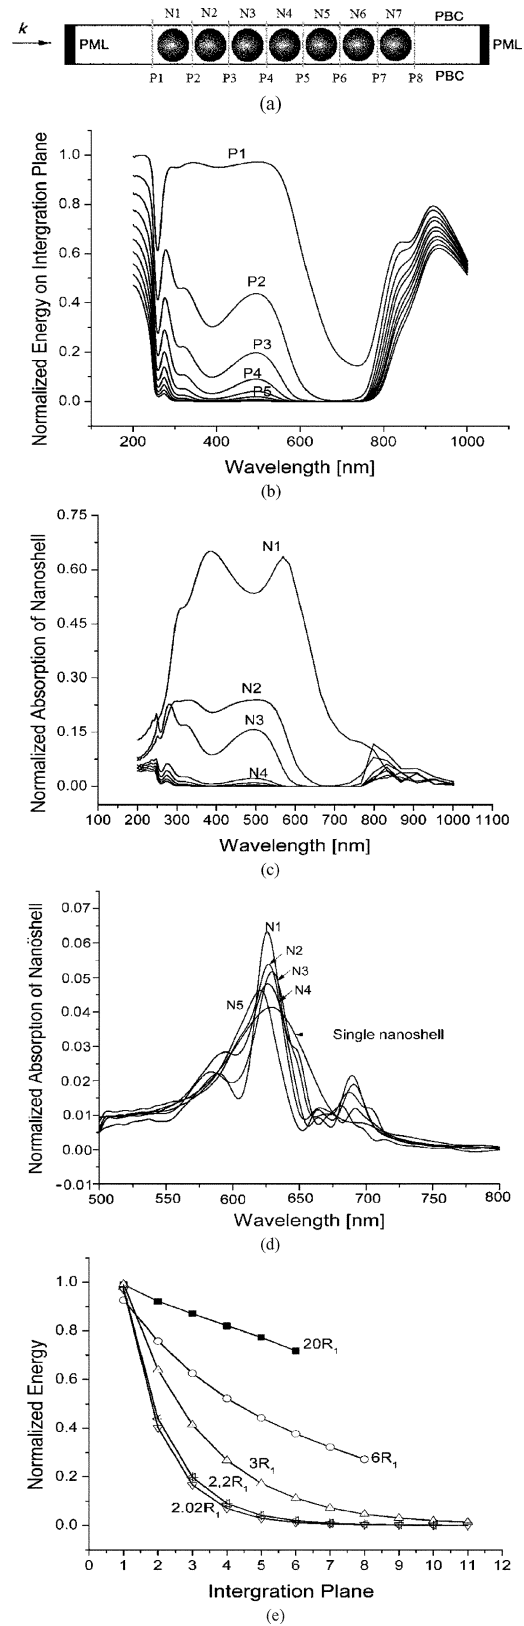 N1 N2 N3 N4 N5 N6 N7 PBC
k
PML PML
P1 P2 P3 P4 P5 P6 P7 P8 PBC
(a)
Normalized Energy on Intergration Plane
1.0
0.8
0.6
0.4
0.2
0.0
P1
P2
P3
P4
P5
200 400 600 800 1000
Wavelength [nm]
(b)
Normalized Absorption of Nanoshell
0.75
0.60
0.45
0.30
0.15
0.00
N1
N2
N3
N4
100 200 300 400 500 600 700 800 900 1000 1100
Wavelength [nm]
(c)
Normalized Absorption of Nanoshell
0.07
0.06
0.05
0.04
0.03
0.02
0.01
0.00
-0.01
N1
N2
N3
N4
N5
Single nanoshell
500 550 600 650 700 750 800
Wavelength [nm]
(d)
Normalized Energy
1.0
0.8
0.6
0.4
0.2
0.0
20R1
6R1
3R1
2,2R1
2.02R1
0 1 2 3 4 5 6 7 8 9 10 11 12
Intergration Plane
(e)